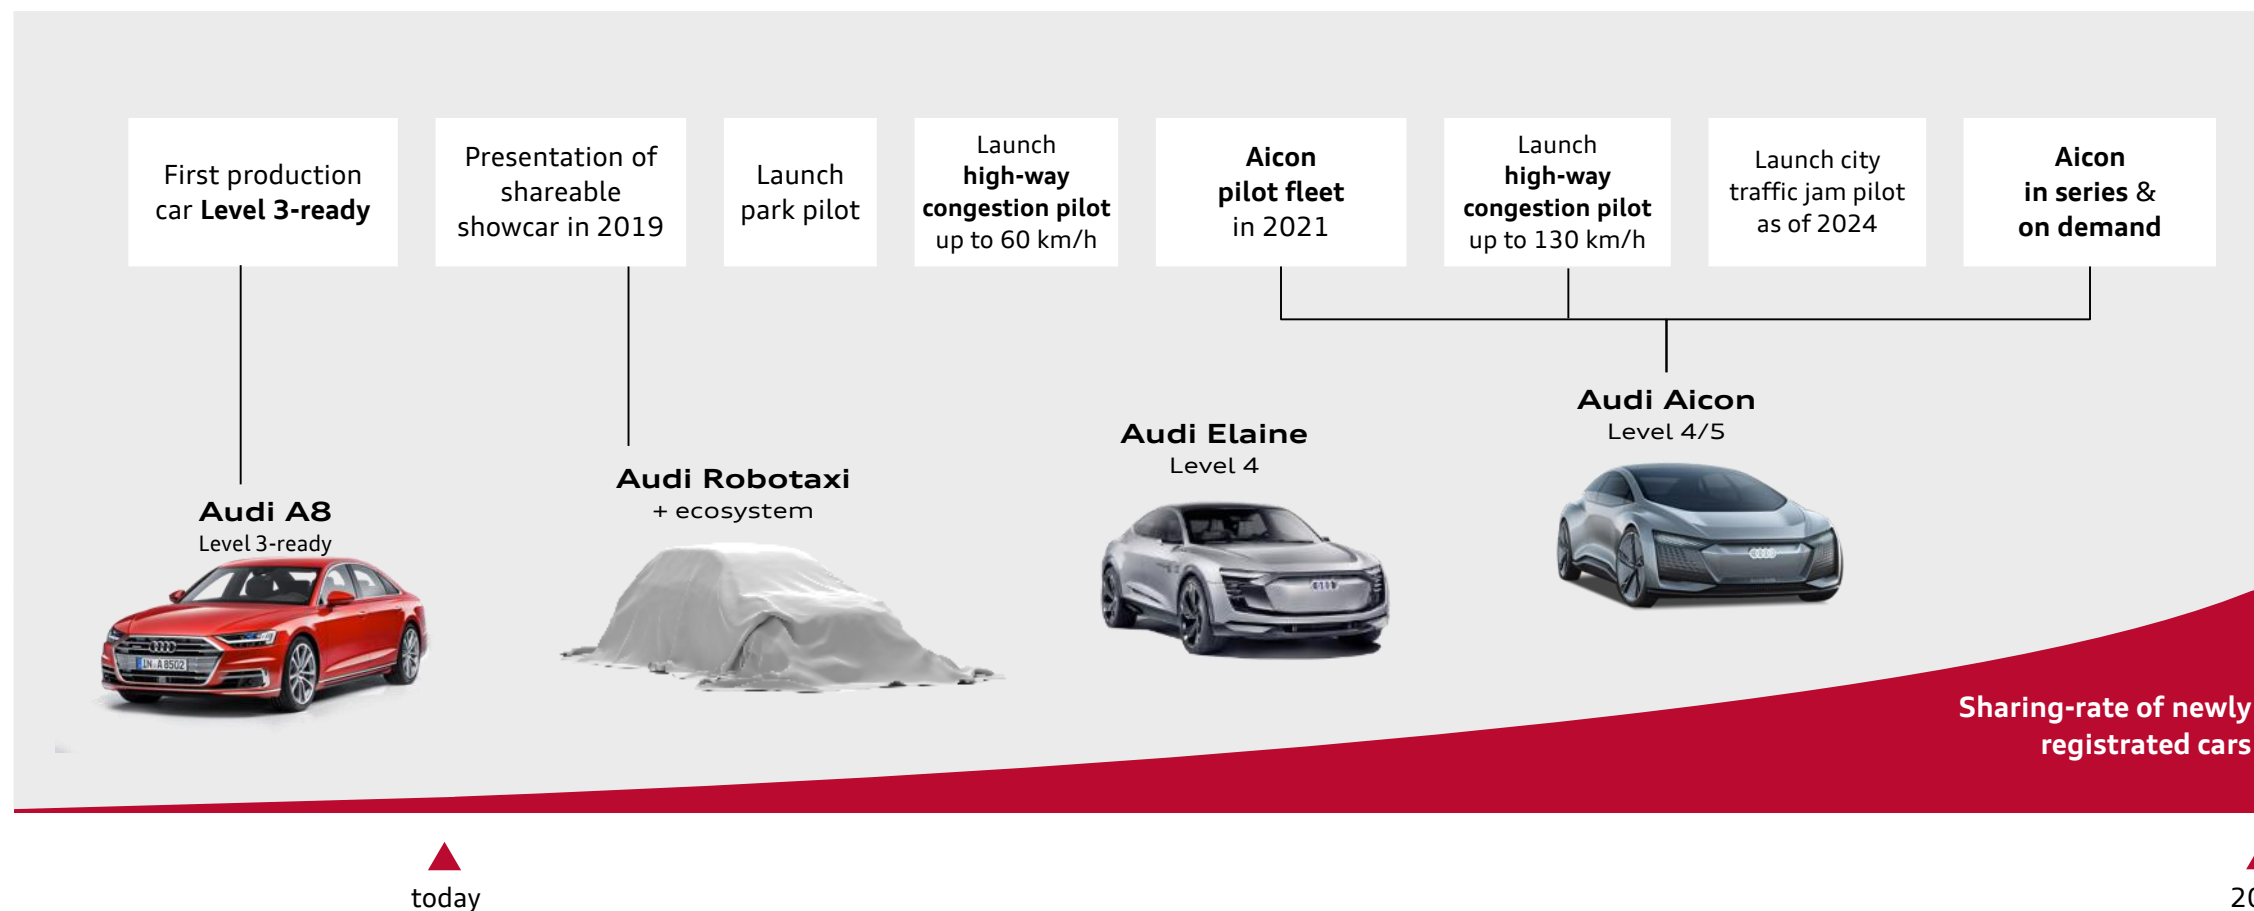 First production
car Level 3-ready
Presentation of
shareable
showcar in 2019
Launch
park pilot
Launch
high-way
congestion pilot
up to 60 km/h
Aicon
pilot fleet
in 2021
Launch
high-way
congestion pilot
up to 130 km/h
Launch city
traffic jam pilot
as of 2024
Aicon
in series &
on demand
Audi A8
Level 3-ready
IN A 8502
Audi Robotaxi
+ ecosystem
Audi Elaine
Level 4
Audi Aicon
Level 4/5
Sharing-rate of newly
registrated cars
today